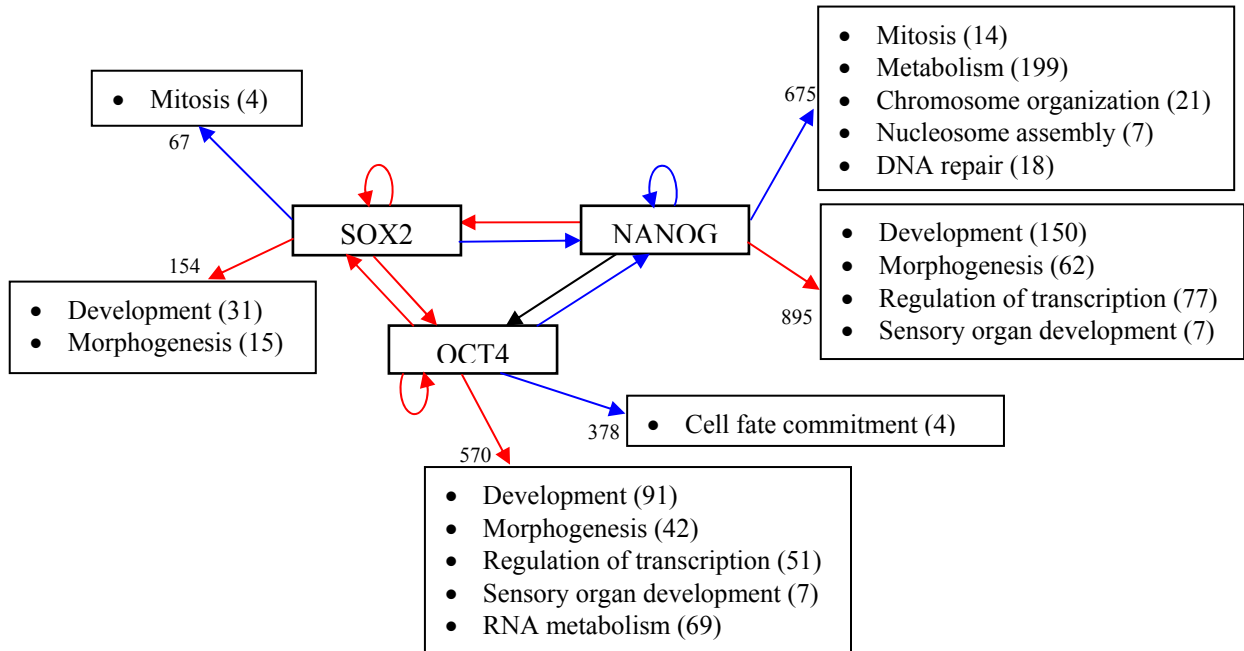 • Mitosis (14)
• Metabolism (199)
• Chromosome organization (21)
• Nucleosome assembly (7)
• DNA repair (18)
675
• Mitosis (4)
67
SOX2
NANOG
• Development (150)
• Morphogenesis (62)
• Regulation of transcription (77)
• Sensory organ development (7)
895
154
• Development (31)
• Morphogenesis (15)
OCT4
• Cell fate commitment (4)
378
570
• Development (91)
• Morphogenesis (42)
• Regulation of transcription (51)
• Sensory organ development (7)
• RNA metabolism (69)